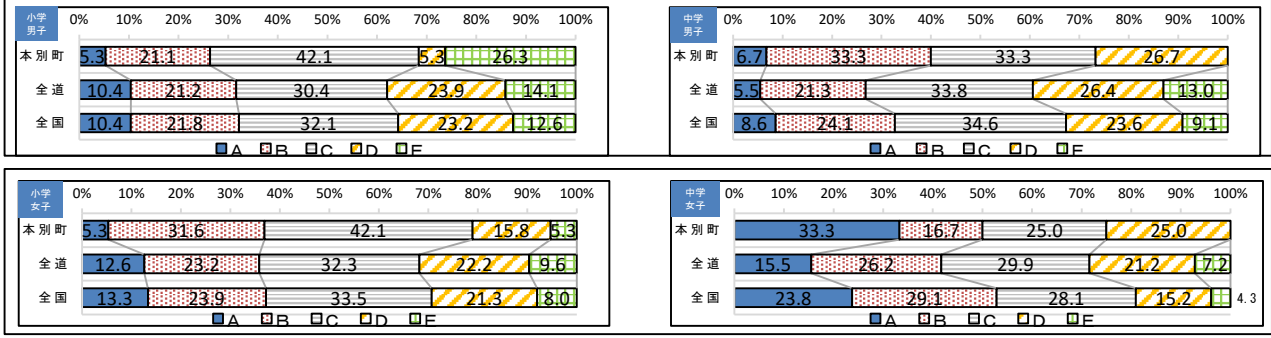 小学
男子
0% 10% 20% 30% 40% 50% 60% 70% 80% 90% 100%
本別町 5.3 21.1 42.1 5.3 26.3
全道 10.4 21.2 30.4 23.9 14.1
全国 10.4 21.8 32.1 23.2 12.6
A B C D E
中学
男子
0% 10% 20% 30% 40% 50% 60% 70% 80% 90% 100%
本別町 6.7 33.3 33.3 26.7
全道 5.5 21.3 33.8 26.4 13.0
全国 8.6 24.1 34.6 23.6 9.1
A B C D E
小学
女子
0% 10% 20% 30% 40% 50% 60% 70% 80% 90% 100%
本別町 5.3 31.6 42.1 15.8 5.3
全道 12.6 23.2 32.3 22.2 9.6
全国 13.3 23.9 33.5 21.3 8.0
A B C D E
中学
女子
0% 10% 20% 30% 40% 50% 60% 70% 80% 90% 100%
本別町 33.3 16.7 25.0 25.0
全道 15.5 26.2 29.9 21.2 7.2
全国 23.8 29.1 28.1 15.2 4.3
A B C D E